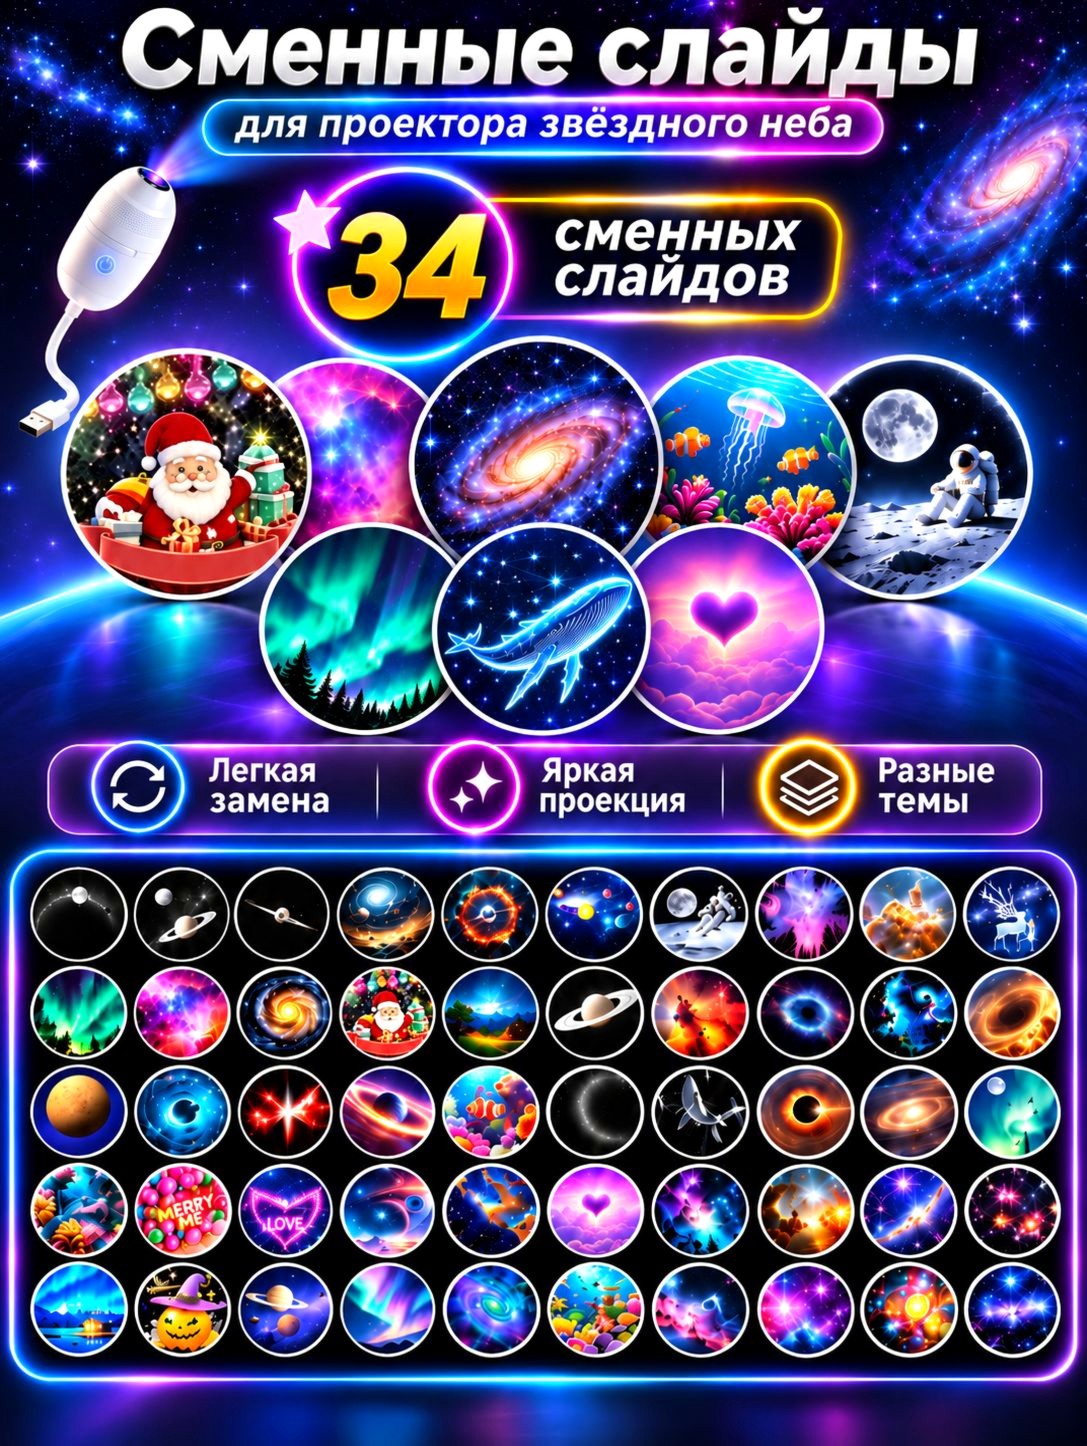 Сменные слайды
для проектора звёздного неба
34
сменных
слайдов
Легкая
замена
Яркая
проекция
Разные
темы
MERRY
ME
LOVE